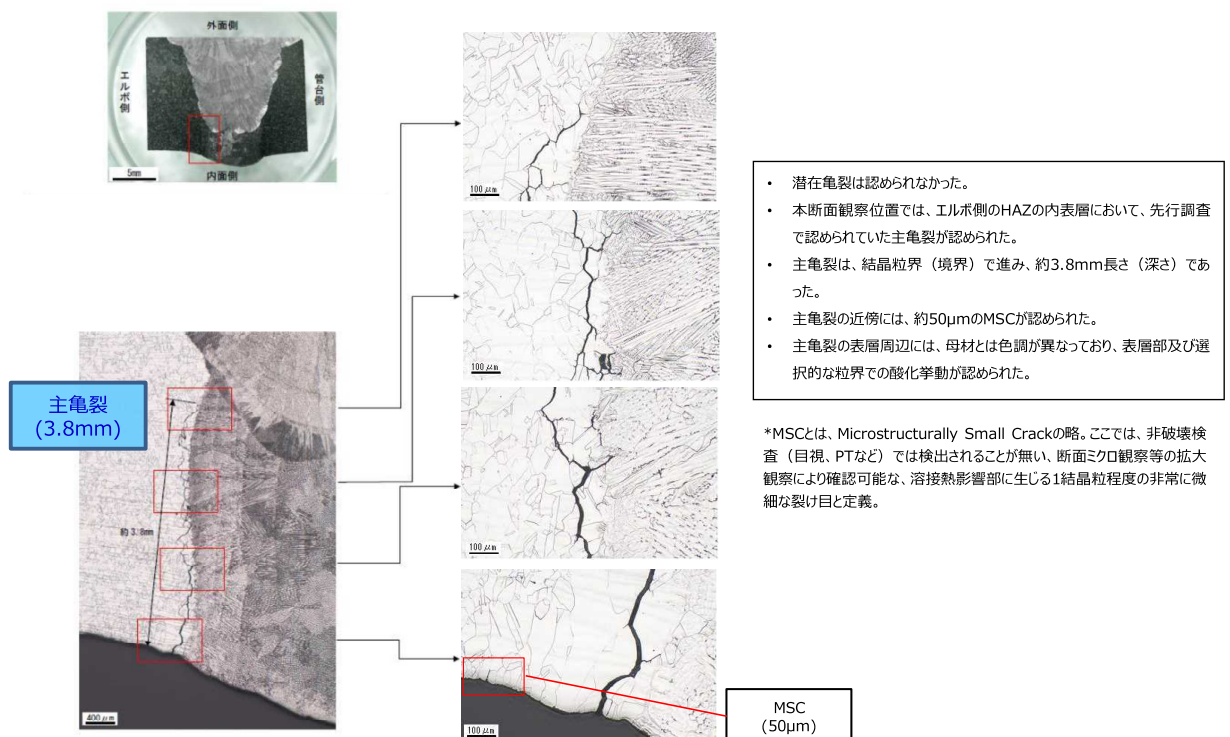 外面側
エルボ側
管台側
5mm
内面側
主亀裂
(3.8mm)
約3.8mm
400μm
100μm
100μm
100μm
100μm
MSC
(50μm)
• 潜在亀裂は認められなかった。
• 本断面観察位置では、エルボ側のHAZの内表層において、先行調査
で認められていた主亀裂が認められた。
• 主亀裂は、結晶粒界（境界）で進み、約3.8mm長さ（深さ）であ
った。
• 主亀裂の近傍には、約50μmのMSCが認められた。
• 主亀裂の表層周辺には、母材とは色調が異なっており、表層部及び選
択的な粒界での酸化挙動が認められた。
*MSCとは、Microstructurally Small Crackの略。ここでは、非破壊検
査（目視、PTなど）では検出されることが無い、断面ミクロ観察等の拡大
観察により確認可能な、溶接熱影響部に生じる1結晶粒程度の非常に微
細な裂け目と定義。